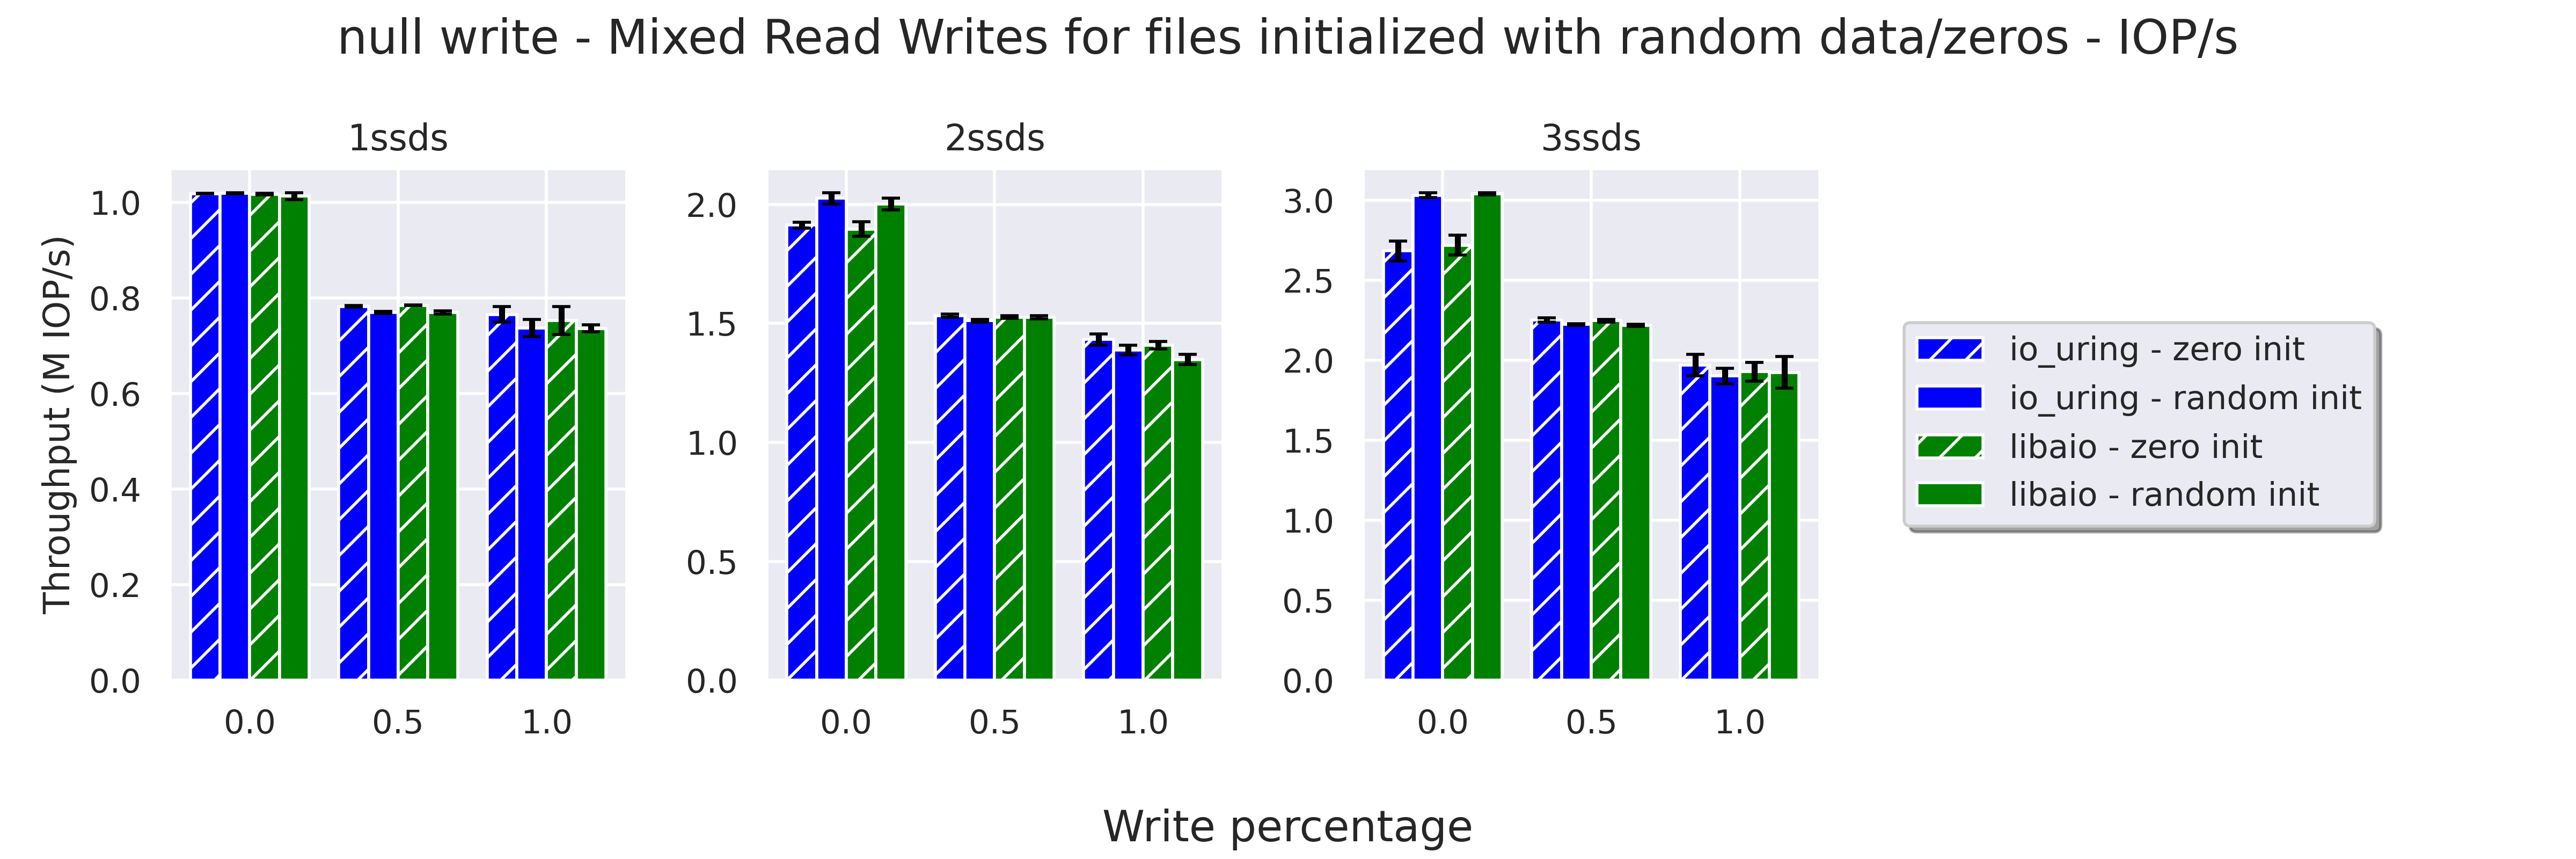 null write - Mixed Read Writes for files initialized with random data/zeros - IOP/s
1ssds
2ssds
3ssds
Throughput (M IOP/s)
1.0
0.8
0.6
0.4
0.2
0.0
0.0
0.5
1.0
2.0
1.5
1.0
0.5
0.0
0.0
0.5
1.0
3.0
2.5
2.0
1.5
1.0
0.5
0.0
0.0
0.5
1.0
io_uring - zero init
io_uring - random init
libaio - zero init
libaio - random init
Write percentage